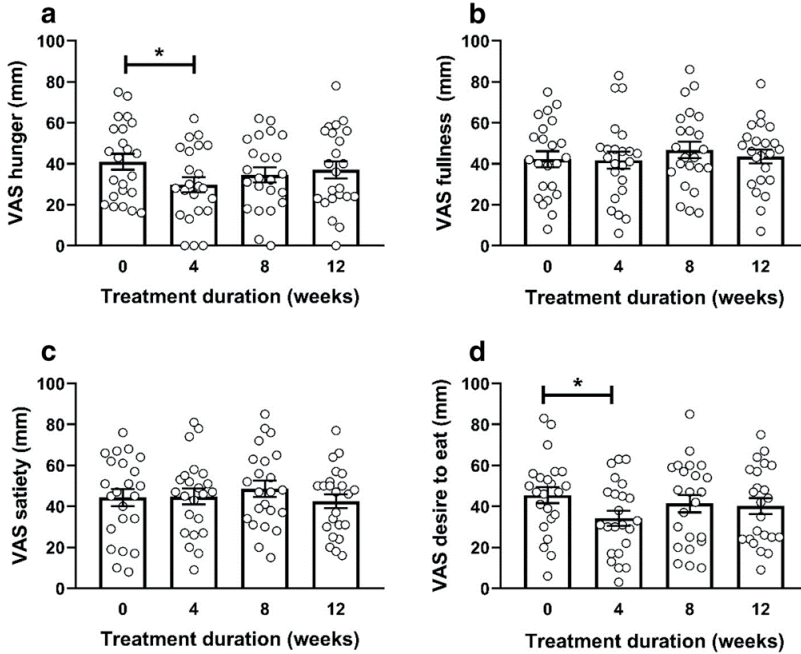 a
VAS hunger (mm)
100
80
60
40
20
0
*
0 4 8 12
Treatment duration (weeks)
b
VAS fullness (mm)
100
80
60
40
20
0
0 4 8 12
Treatment duration (weeks)
c
VAS satiety (mm)
100
80
60
40
20
0
0 4 8 12
Treatment duration (weeks)
d
VAS desire to eat (mm)
100
80
60
40
20
0
*
0 4 8 12
Treatment duration (weeks)